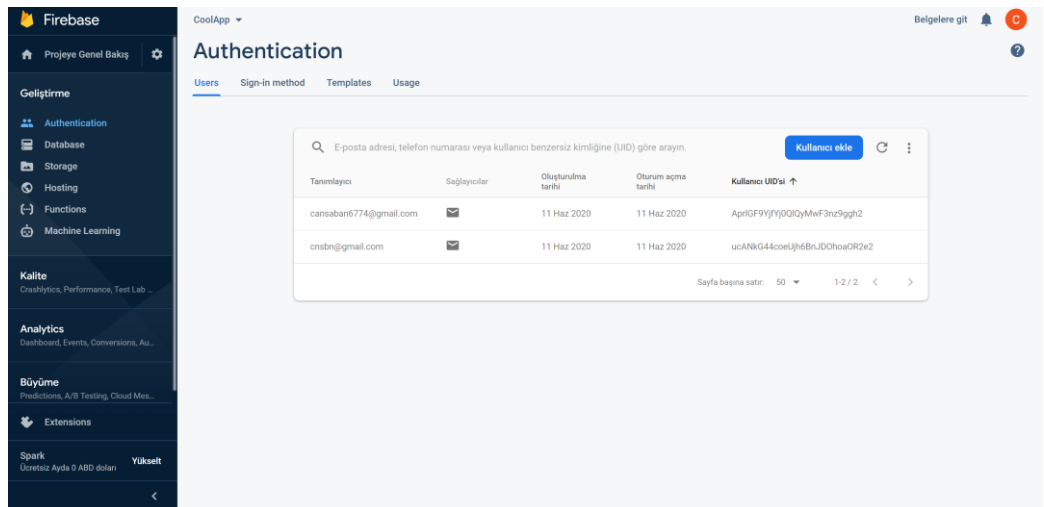 Firebase
CoolApp
Belgelere git
C
Projeye Genel Bakış
Authentication
?
Users Sign-in method Templates Usage
Geliştirme
Authentication
Database
Storage
Hosting
Functions
Machine Learning
Kalite
Crashlytics, Performance, Test Lab ...
Analytics
Dashboard, Events, Conversions, Au...
Büyüme
Predictions, A/B Testing, Cloud Mes...
Extensions
Spark
Ücretsiz Ayda 0 ABD doları
Yükselt
E-posta adresi, telefon numarası veya kullanıcı benzersiz kimliğine (UID) göre arayın.
Kullanıcı ekle
Tanımlayıcı Sağlayıcılar Oluşturulma tarihi Oturum açma tarihi Kullanıcı UID'si
cansaban6774@gmail.com 11 Haz 2020 11 Haz 2020
cnsbn@gmail.com 11 Haz 2020 11 Haz 2020
Sayfa başına satır: 50 1-2 / 2